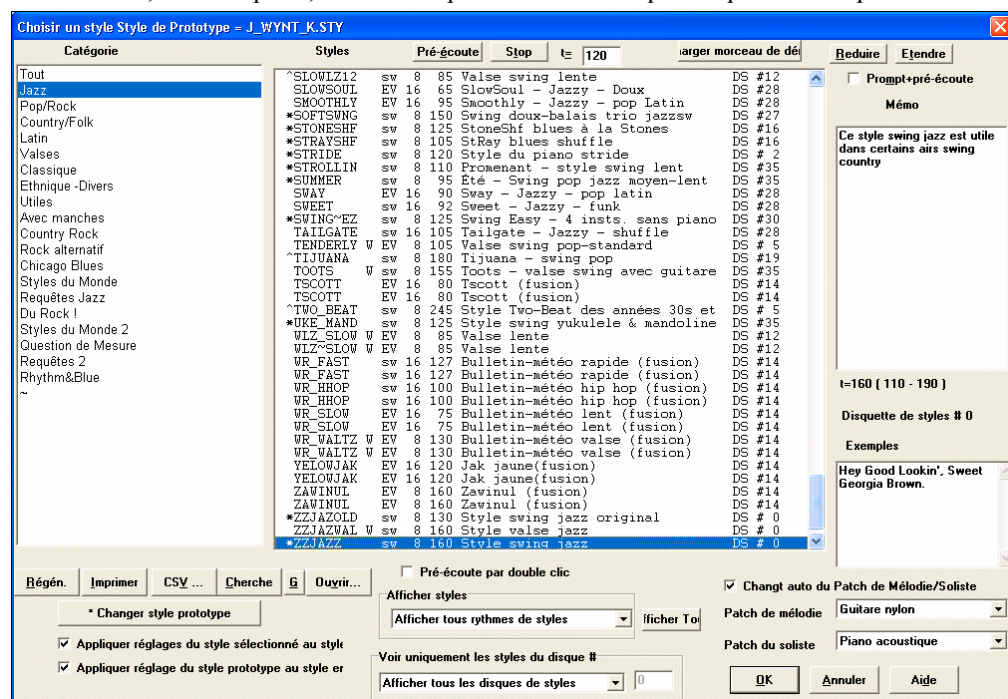 Choisir un style Style de Prototype = J_WYNT_K.STY
Catégorie
Styles
Pré-écoute
Stop
t=
120
arger morceau de dé
Reduire
Etendre
Tout
Jazz
Pop/Rock
Country/Folk
Latin
Valses
Classique
Ethnique -Divers
Utiles
Avec manches
Country Rock
Rock alternatif
Chicago Blues
Styles du Monde
Requêtes Jazz
Du Rock !
Styles du Monde 2
Question de Mesure
Requêtes 2
Rhythm&Blue
~
^SLOWLZ12 sw 8 85 Valse swing lente DS #12
SLOWSOUL EV 16 65 SlowSoul - Jazzy - Doux DS #28
SMOOTHLY EV 16 95 Smoothly - Jazzy - pop Latin DS #28
*SOFTSWNG sw 8 150 Swing doux-balais trio jazzsw DS #27
*STONESHF sw 8 125 StoneShf blues à la Stones DS #16
*STRAYSHF sw 8 105 StRay blues shuffle DS #16
*STRIDE sw 8 120 Style du piano stride DS # 2
*STROLLIN sw 8 110 Promenant - style swing lent DS #35
*SUMMER sw 8 95 Été - Swing pop jazz moyen-lent DS #35
SWAY EV 16 90 Sway - Jazzy - pop latin DS #28
SWEET sw 16 92 Sweet - Jazzy - funk DS #28
*SWING~EZ sw 8 125 Swing Easy - 4 insts. sans piano DS #30
TAILGATE sw 16 105 Tailgate - Jazzy - shuffle DS #28
TENDERLY W EV 8 105 Valse swing pop-standard DS # 5
^TIJUANA sw 8 180 Tijuana - swing pop DS #19
TOOTS W sw 8 155 Toots - valse swing avec guitare DS #35
TSCOTT EV 16 80 Tscott (fusion) DS #14
TSCOTT EV 16 80 Tscott (fusion) DS #14
^TWO_BEAT sw 8 245 Style Two-Beat des années 30s et DS # 5
*UKE_MAND sw 8 125 Style swing yukulele & mandoline DS #35
WLZ_SLOW W EV 8 85 Valse lente DS #12
WLZ~SLOW W EV 8 85 Valse lente DS #12
WR_FAST sw 16 127 Bulletin-météo rapide (fusion) DS #14
WR_FAST sw 16 127 Bulletin-météo rapide (fusion) DS #14
WR_HHOP sw 16 100 Bulletin-météo hip hop (fusion) DS #14
WR_HHOP sw 16 100 Bulletin-météo hip hop (fusion) DS #14
WR_SLOW EV 16 75 Bulletin-météo lent (fusion) DS #14
WR_SLOW EV 16 75 Bulletin-météo lent (fusion) DS #14
WR_WALTZ W EV 8 130 Bulletin-météo valse (fusion) DS #14
WR_WALTZ W EV 8 130 Bulletin-météo valse (fusion) DS #14
YELOWJAK EV 16 120 Jak jaune(fusion) DS #14
YELOWJAK EV 16 120 Jak jaune(fusion) DS #14
ZAWINUL EV 8 160 Zawinul (fusion) DS #14
ZAWINUL EV 8 160 Zawinul (fusion) DS #14
*ZZJAZOLD sw 8 130 Style swing jazz original DS # 0
ZZJAZWAL W sw 8 160 Style valse jazz DS # 0
*ZZJAZZ sw 8 160 Style swing jazz DS # 0
Prompt+pré-écoute
Mémo
Ce style swing jazz est utile
dans certains airs swing
country
t=160 ( 110 - 190 )
Disquette de styles # 0
Exemples
Hey Good Lookin', Sweet
Georgia Brown.
Régén.
Imprimer
CSV ...
Cherche
G
Ouvrir...
* Changer style prototype
Appliquer réglages du style sélectionné au style
Appliquer réglage du style prototype au style er
Pré-écoute par double clic
Afficher styles
Afficher tous rythmes de styles
fficher Tou
Voir uniquement les styles du disque #
Afficher tous les disques de styles
0
Changt auto du Patch de Mélodie/Soliste
Patch de mélodie
Guitare nylon
Patch du soliste
Piano acoustique
OK
Annuler
Aide